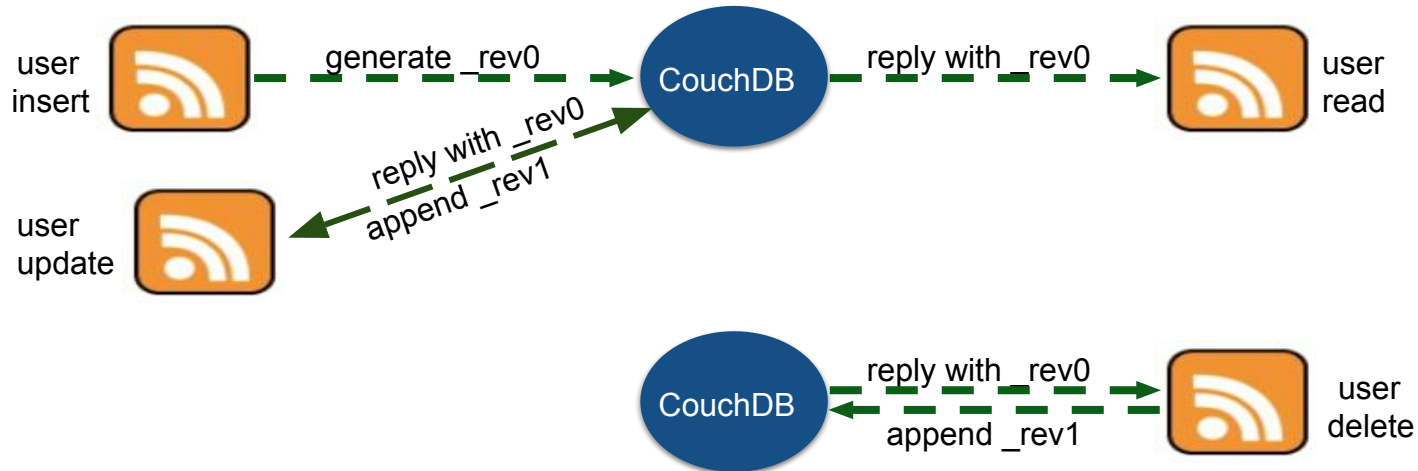 user
insert
generate _rev0
CouchDB
reply with _rev0
user
read
reply with _rev0
append _rev1
user
update
CouchDB
reply with _rev0
append _rev1
user
delete